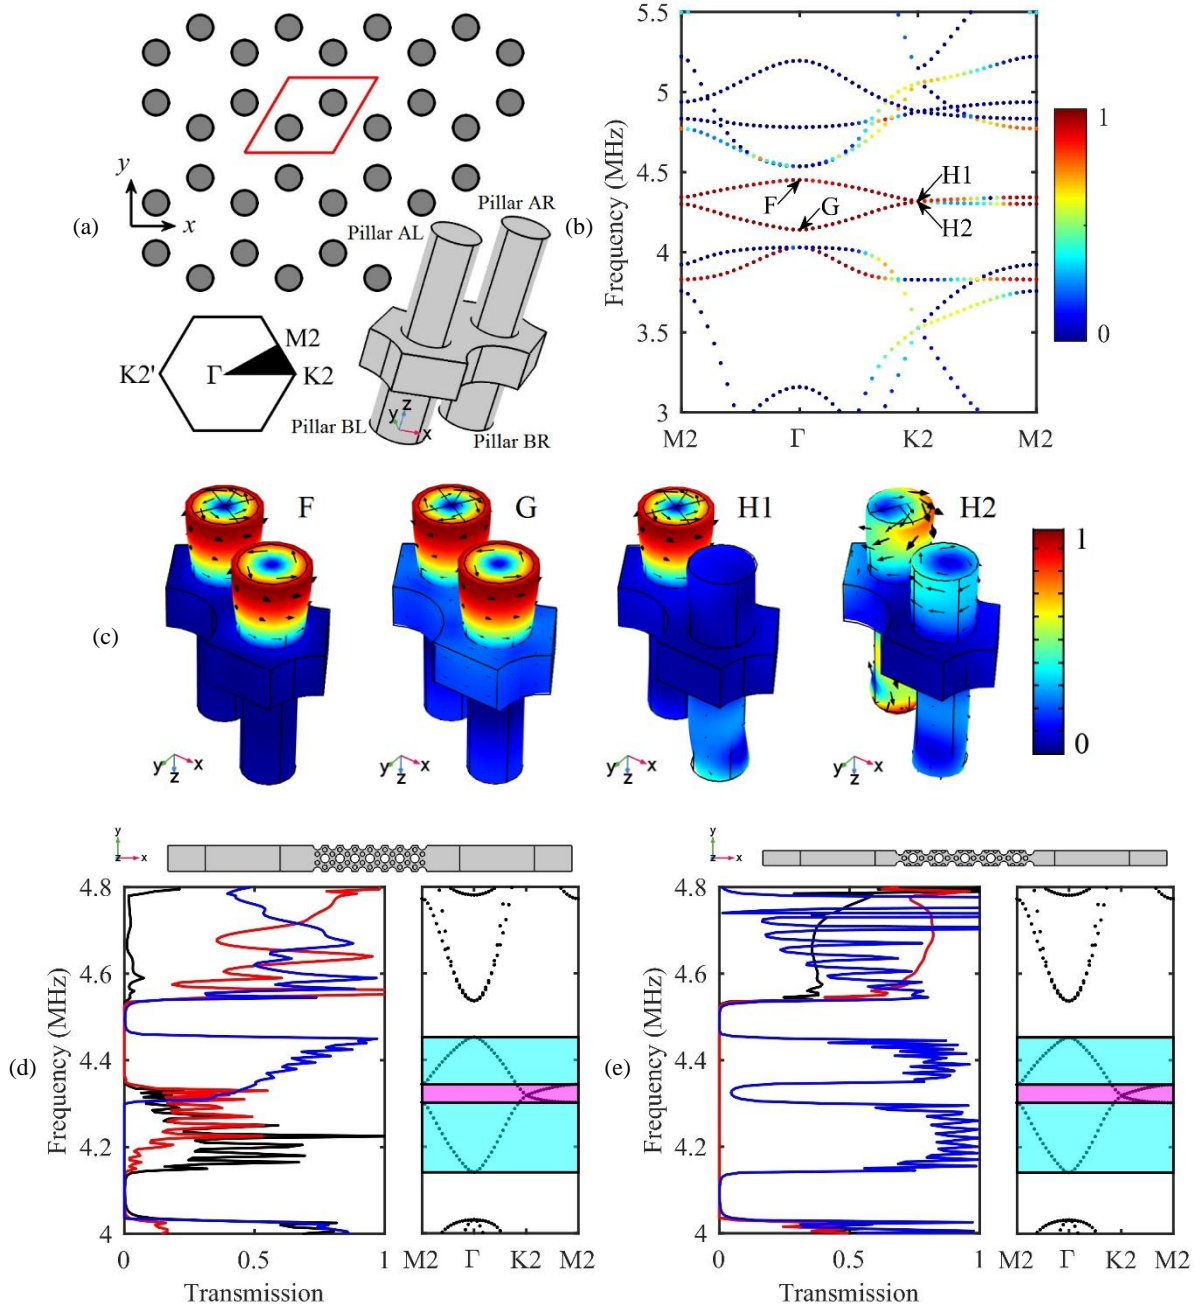 (a)
y
x
Pillar AR
Pillar AL
Pillar BL
Pillar BR
y z x
M2
K2'
Γ
K2
(b)
Frequency (MHz)
5.5
5
4.5
4
3.5
3
M2
Γ
K2
M2
F
G
H1
H2
1
0
(c)
F
G
H1
H2
y z x
y z x
y z x
y z x
1
0
(d)
y
z x
Frequency (MHz)
4.8
4.6
4.4
4.2
4
0 0.5 1
Transmission
M2 Γ K2 M2
(e)
y
z x
Frequency (MHz)
4.8
4.6
4.4
4.2
4
0 0.5 1
Transmission
M2 Γ K2 M2